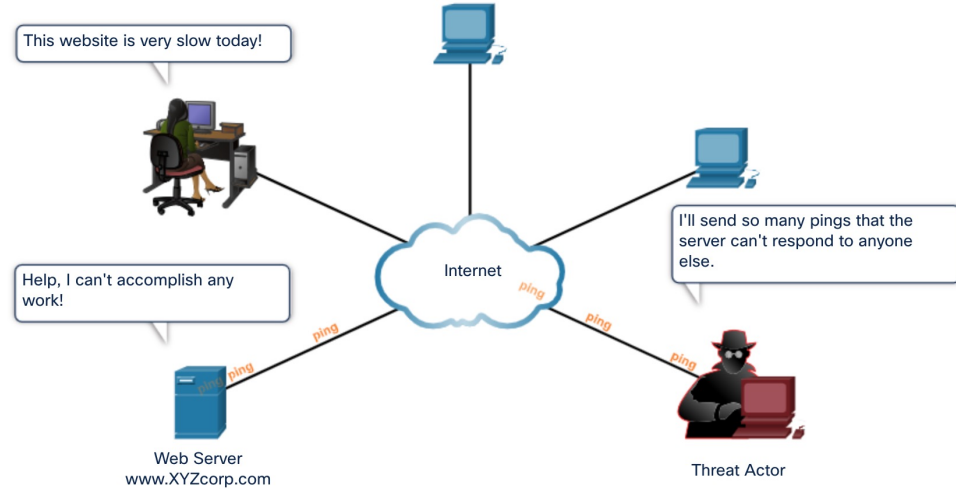 This website is very slow today!
I'll send so many pings that the
server can't respond to anyone
else.
Internet
ping
Help, I can't accomplish any
work!
ping
ping
ping
ping
ping
Web Server
www.XYZcorp.com
Threat Actor